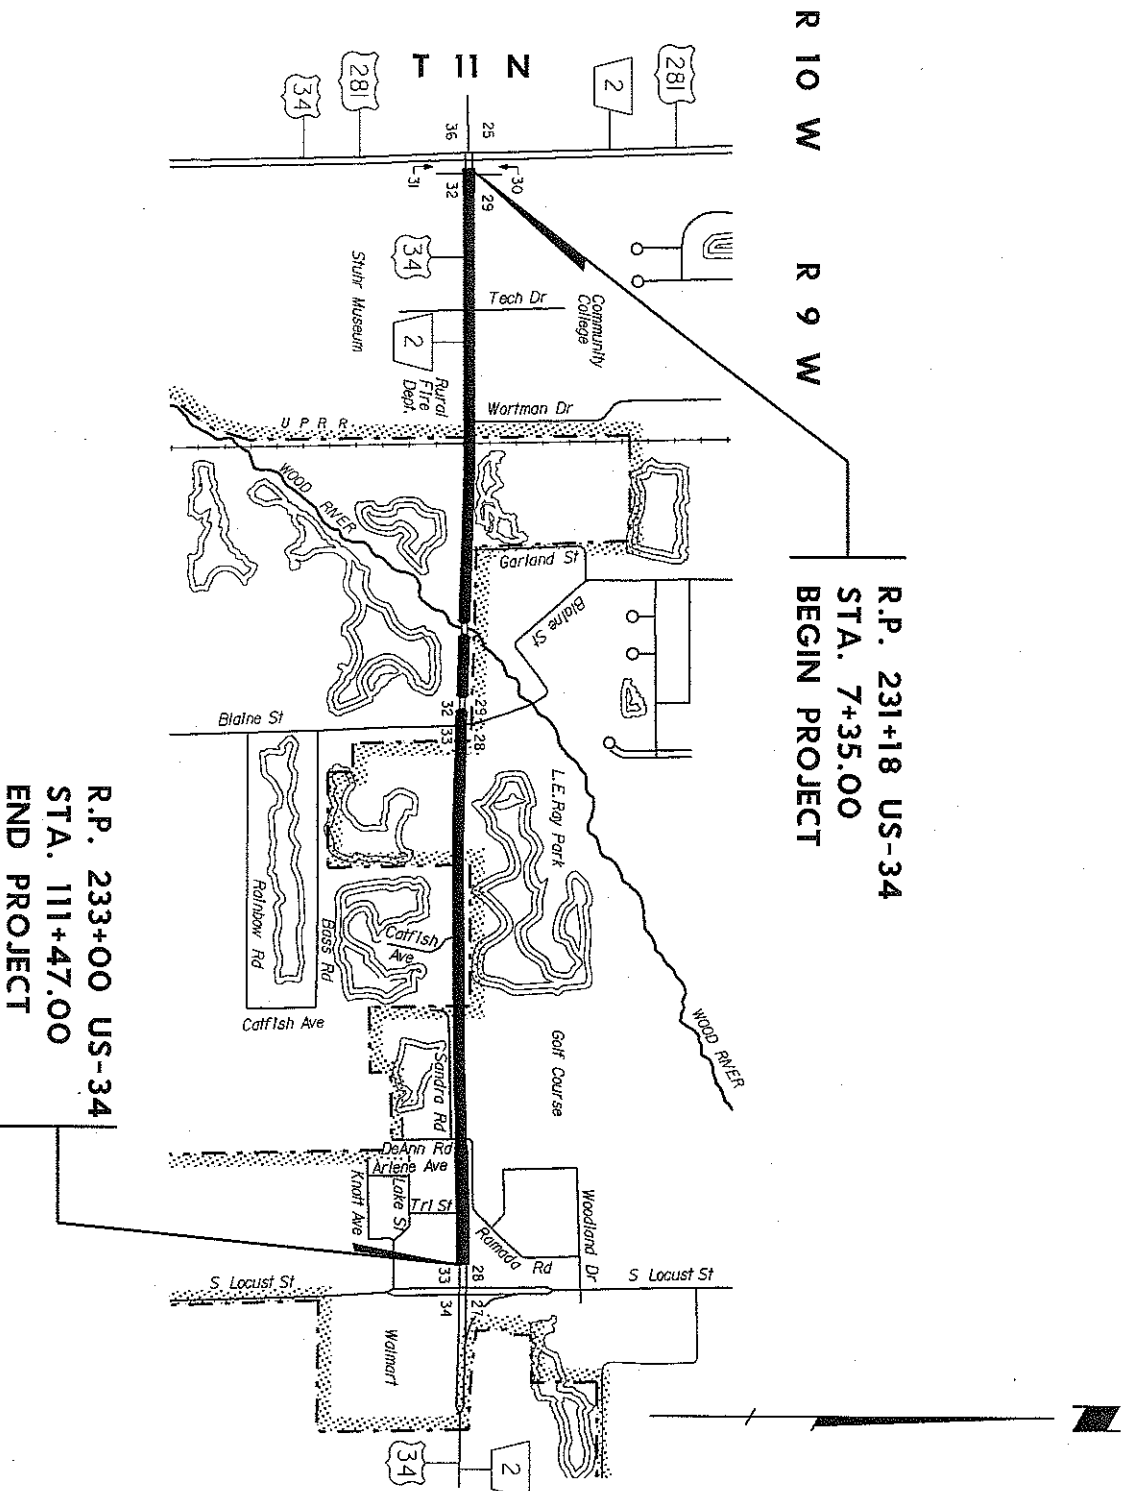 R 10 W
R 9 W
T 11 N
281
2
281
34
25
36
30
31
29
32
34
2
Stuhr Museum
Tech Dr
Community
College
Rural
Fire
Dept.
Wortman Dr
U P R R
WOOD RIVER
Garland St
Blaine St
R.P. 231+18 US-34
STA. 7+35.00
BEGIN PROJECT
29
28
32
33
Blaine St
L.E.Ray Park
Catfish
Ave
Bass Rd
Rainbow Rd
Catfish Ave
Golf Course
WOOD RIVER
Sandra Rd
DeAnn Rd
Arlene Ave
Lake St
Tri St
Knott Ave
Ramada
Rd
Woodland Dr
S Locust St
S Locust St
28
27
33
34
Walmart
R.P. 233+00 US-34
STA. 111+47.00
END PROJECT
2
34
N